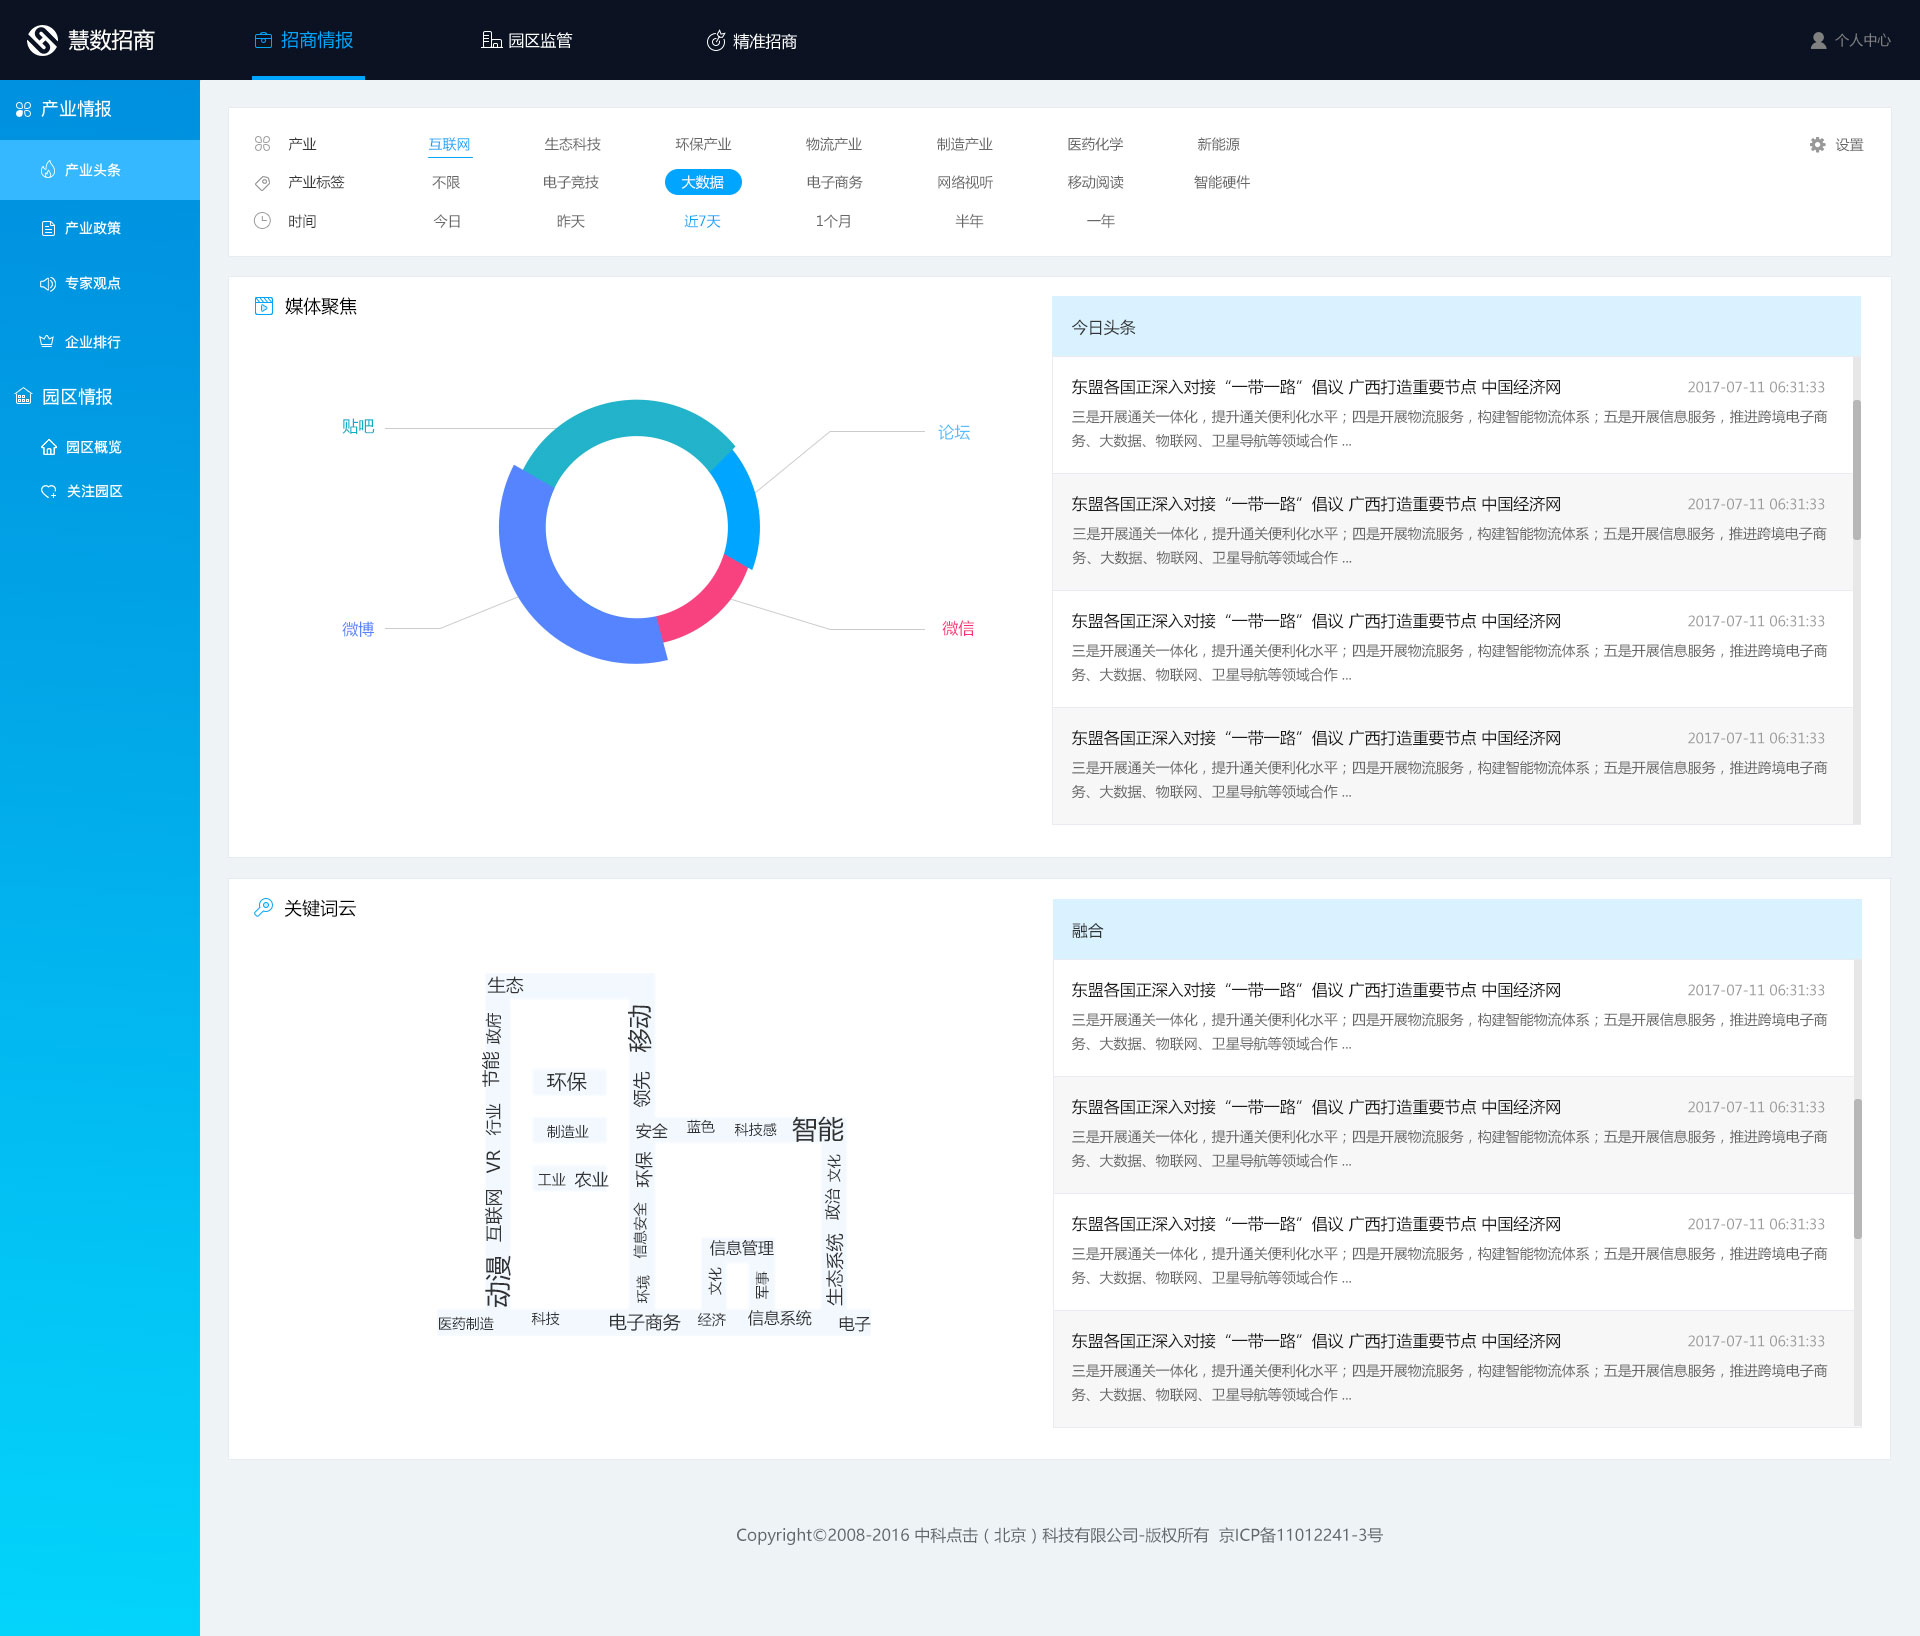 慧数招商
招商情报
园区监管
精准招商
个人中心
产业情报
产业头条
产业政策
专家观点
企业排行
园区情报
园区概览
关注园区
产业 互联网 生态科技 环保产业 物流产业 制造产业 医药化学 新能源 设置
产业标签 不限 电子竞技 大数据 电子商务 网络视听 移动阅读 智能硬件
时间 今日 昨天 近7天 1个月 半年 一年
媒体聚焦
贴吧
论坛
微博
微信
今日头条
东盟各国正深入对接“一带一路”倡议 广西打造重要节点 中国经济网 2017-07-11 06:31:33
三是开展通关一体化，提升通关便利化水平；四是开展物流服务，构建智能物流体系；五是开展信息服务，推进跨境电子商
务、大数据、物联网、卫星导航等领域合作 ...
东盟各国正深入对接“一带一路”倡议 广西打造重要节点 中国经济网 2017-07-11 06:31:33
三是开展通关一体化，提升通关便利化水平；四是开展物流服务，构建智能物流体系；五是开展信息服务，推进跨境电子商
务、大数据、物联网、卫星导航等领域合作 ...
东盟各国正深入对接“一带一路”倡议 广西打造重要节点 中国经济网 2017-07-11 06:31:33
三是开展通关一体化，提升通关便利化水平；四是开展物流服务，构建智能物流体系；五是开展信息服务，推进跨境电子商
务、大数据、物联网、卫星导航等领域合作 ...
东盟各国正深入对接“一带一路”倡议 广西打造重要节点 中国经济网 2017-07-11 06:31:33
三是开展通关一体化，提升通关便利化水平；四是开展物流服务，构建智能物流体系；五是开展信息服务，推进跨境电子商
务、大数据、物联网、卫星导航等领域合作 ...
关键词云
生态
政府
节能
行业
VR
互联网
动漫
移动
领先
环保
制造业
工业 农业
安全 蓝色 科技感 智能
环保
信息安全
环境
文化
政治
生态系统
信息管理
文化
军事
医药制造 科技 电子商务 经济 信息系统 电子
融合
东盟各国正深入对接“一带一路”倡议 广西打造重要节点 中国经济网 2017-07-11 06:31:33
三是开展通关一体化，提升通关便利化水平；四是开展物流服务，构建智能物流体系；五是开展信息服务，推进跨境电子商
务、大数据、物联网、卫星导航等领域合作 ...
东盟各国正深入对接“一带一路”倡议 广西打造重要节点 中国经济网 2017-07-11 06:31:33
三是开展通关一体化，提升通关便利化水平；四是开展物流服务，构建智能物流体系；五是开展信息服务，推进跨境电子商
务、大数据、物联网、卫星导航等领域合作 ...
东盟各国正深入对接“一带一路”倡议 广西打造重要节点 中国经济网 2017-07-11 06:31:33
三是开展通关一体化，提升通关便利化水平；四是开展物流服务，构建智能物流体系；五是开展信息服务，推进跨境电子商
务、大数据、物联网、卫星导航等领域合作 ...
东盟各国正深入对接“一带一路”倡议 广西打造重要节点 中国经济网 2017-07-11 06:31:33
三是开展通关一体化，提升通关便利化水平；四是开展物流服务，构建智能物流体系；五是开展信息服务，推进跨境电子商
务、大数据、物联网、卫星导航等领域合作 ...
Copyright©2008-2016 中科点击（北京）科技有限公司-版权所有 京ICP备11012241-3号